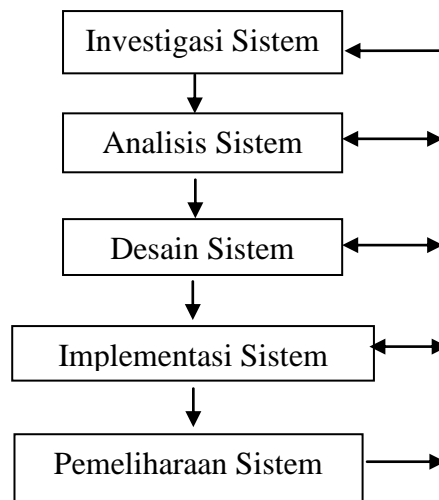 Investigasi Sistem
Analisis Sistem
Desain Sistem
Implementasi Sistem
Pemeliharaan Sistem